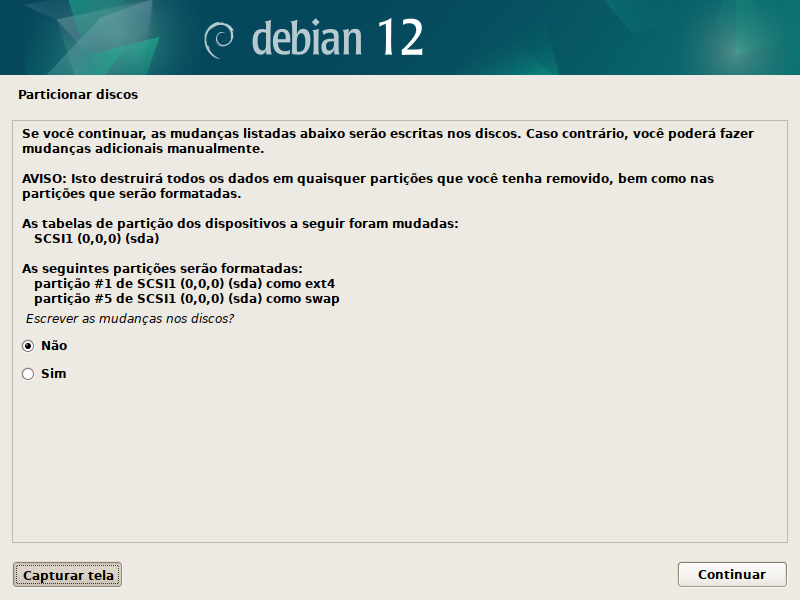 debian 12
Particionar discos
Se você continuar, as mudanças listadas abaixo serão escritas nos discos. Caso contrário, você poderá fazer
mudanças adicionais manualmente.
AVISO: Isto destruirá todos os dados em quaisquer partições que você tenha removido, bem como nas
partições que serão formatadas.
As tabelas de partição dos dispositivos a seguir foram mudadas:
SCSI1 (0,0,0) (sda)
As seguintes partições serão formatadas:
partição #1 de SCSI1 (0,0,0) (sda) como ext4
partição #5 de SCSI1 (0,0,0) (sda) como swap
Escrever as mudanças nos discos?
Não
Sim
Capturar tela
Continuar